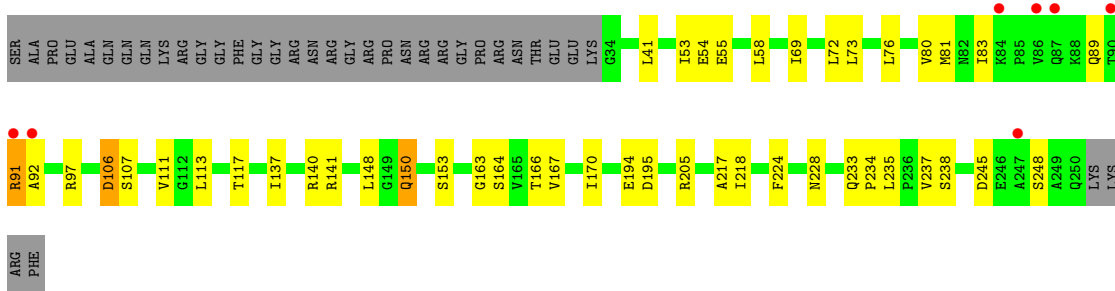 SER ALA PRO GLU ALA GLN GLN GLN LYS ARG GLY GLY PHE GLY GLY ARG ASN ARG GLY ARG PRO ASN ARG ARG GLY PRO ARG ASN THR GLU GLU LYS G34 L41 I53 E54 E55 L58 I69 L72 L73 L76 V80 M81 N82 I83 K84 P85 V86 Q87 K88 Q89 T90
R91 A92 R97 D106 S107 V111 G112 L113 T117 I137 R140 R141 L148 G149 Q150 S153 G163 S164 V165 T166 V167 I170 E194 D195 R205 A217 I218 F224 N228 Q233 P234 L235 P236 V237 S238 D245 E246 A247 S248 A249 Q250 LYS LYS
ARG PHE